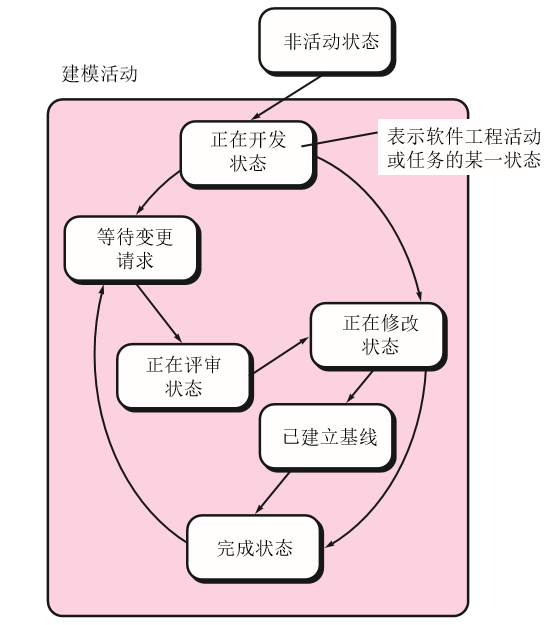 非活动状态
建模活动
正在开发
状态
表示软件工程活动
或任务的某一状态
等待变更
请求
正在修改
状态
正在评审
状态
已建立基线
完成状态